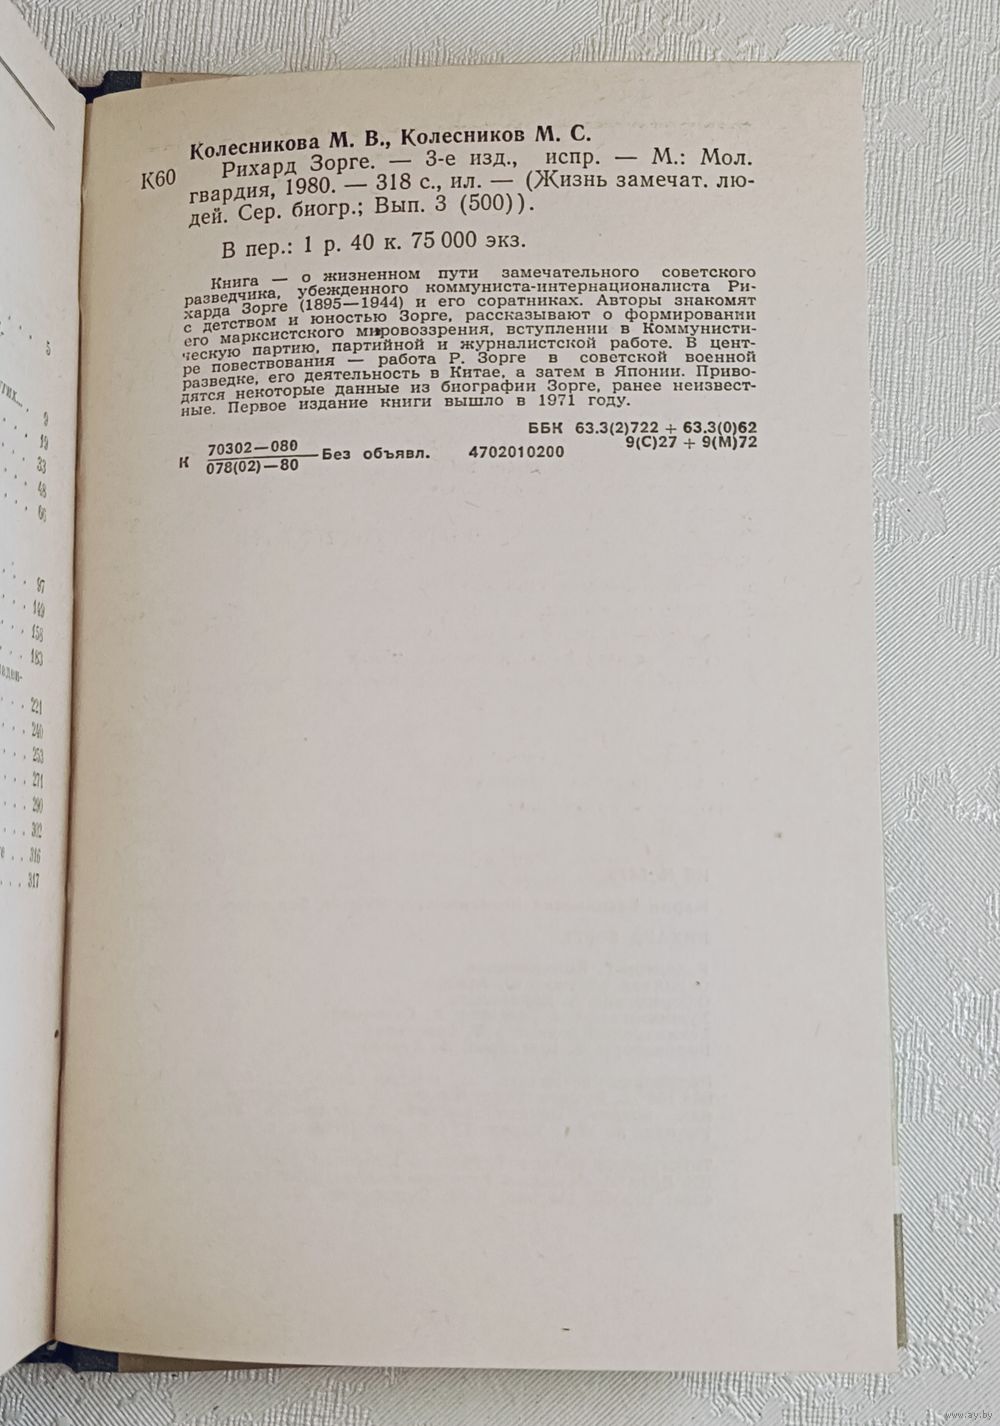 Колесникова М. В., Колесников М. С.
К60
Рихард Зорге. — 3-е изд., испр. — М.: Мол.
гвардия, 1980. — 318 с., ил. — (Жизнь замечат. лю-
дей. Сер. биогр.; Вып. 3 (500)).
В пер.: 1 р. 40 к. 75 000 экз.
Книга — о жизненном пути замечательного советского
разведчика, убежденного коммуниста-интернационалиста Ри-
харда Зорге (1895—1944) и его соратниках. Авторы знакомят
с детством и юностью Зорге, рассказывают о формировании
его марксистского мировоззрения, вступлении в Коммунисти-
ческую партию, партийной и журналистской работе. В цент-
ре повествования — работа Р. Зорге в советской военной
разведке, его деятельность в Китае, а затем в Японии. Приво-
дятся некоторые данные из биографии Зорге, ранее неизвест-
ные. Первое издание книги вышло в 1971 году.
ББК 63.3(2)722 + 63.3(0)62
9(С)27 + 9(М)72
К 70302—080
078(02)—80
Без объявл. 4702010200
5
9
19
33
48
66
97
149
158
183
221
240
253
271
290
302
316
317
www.ay.by